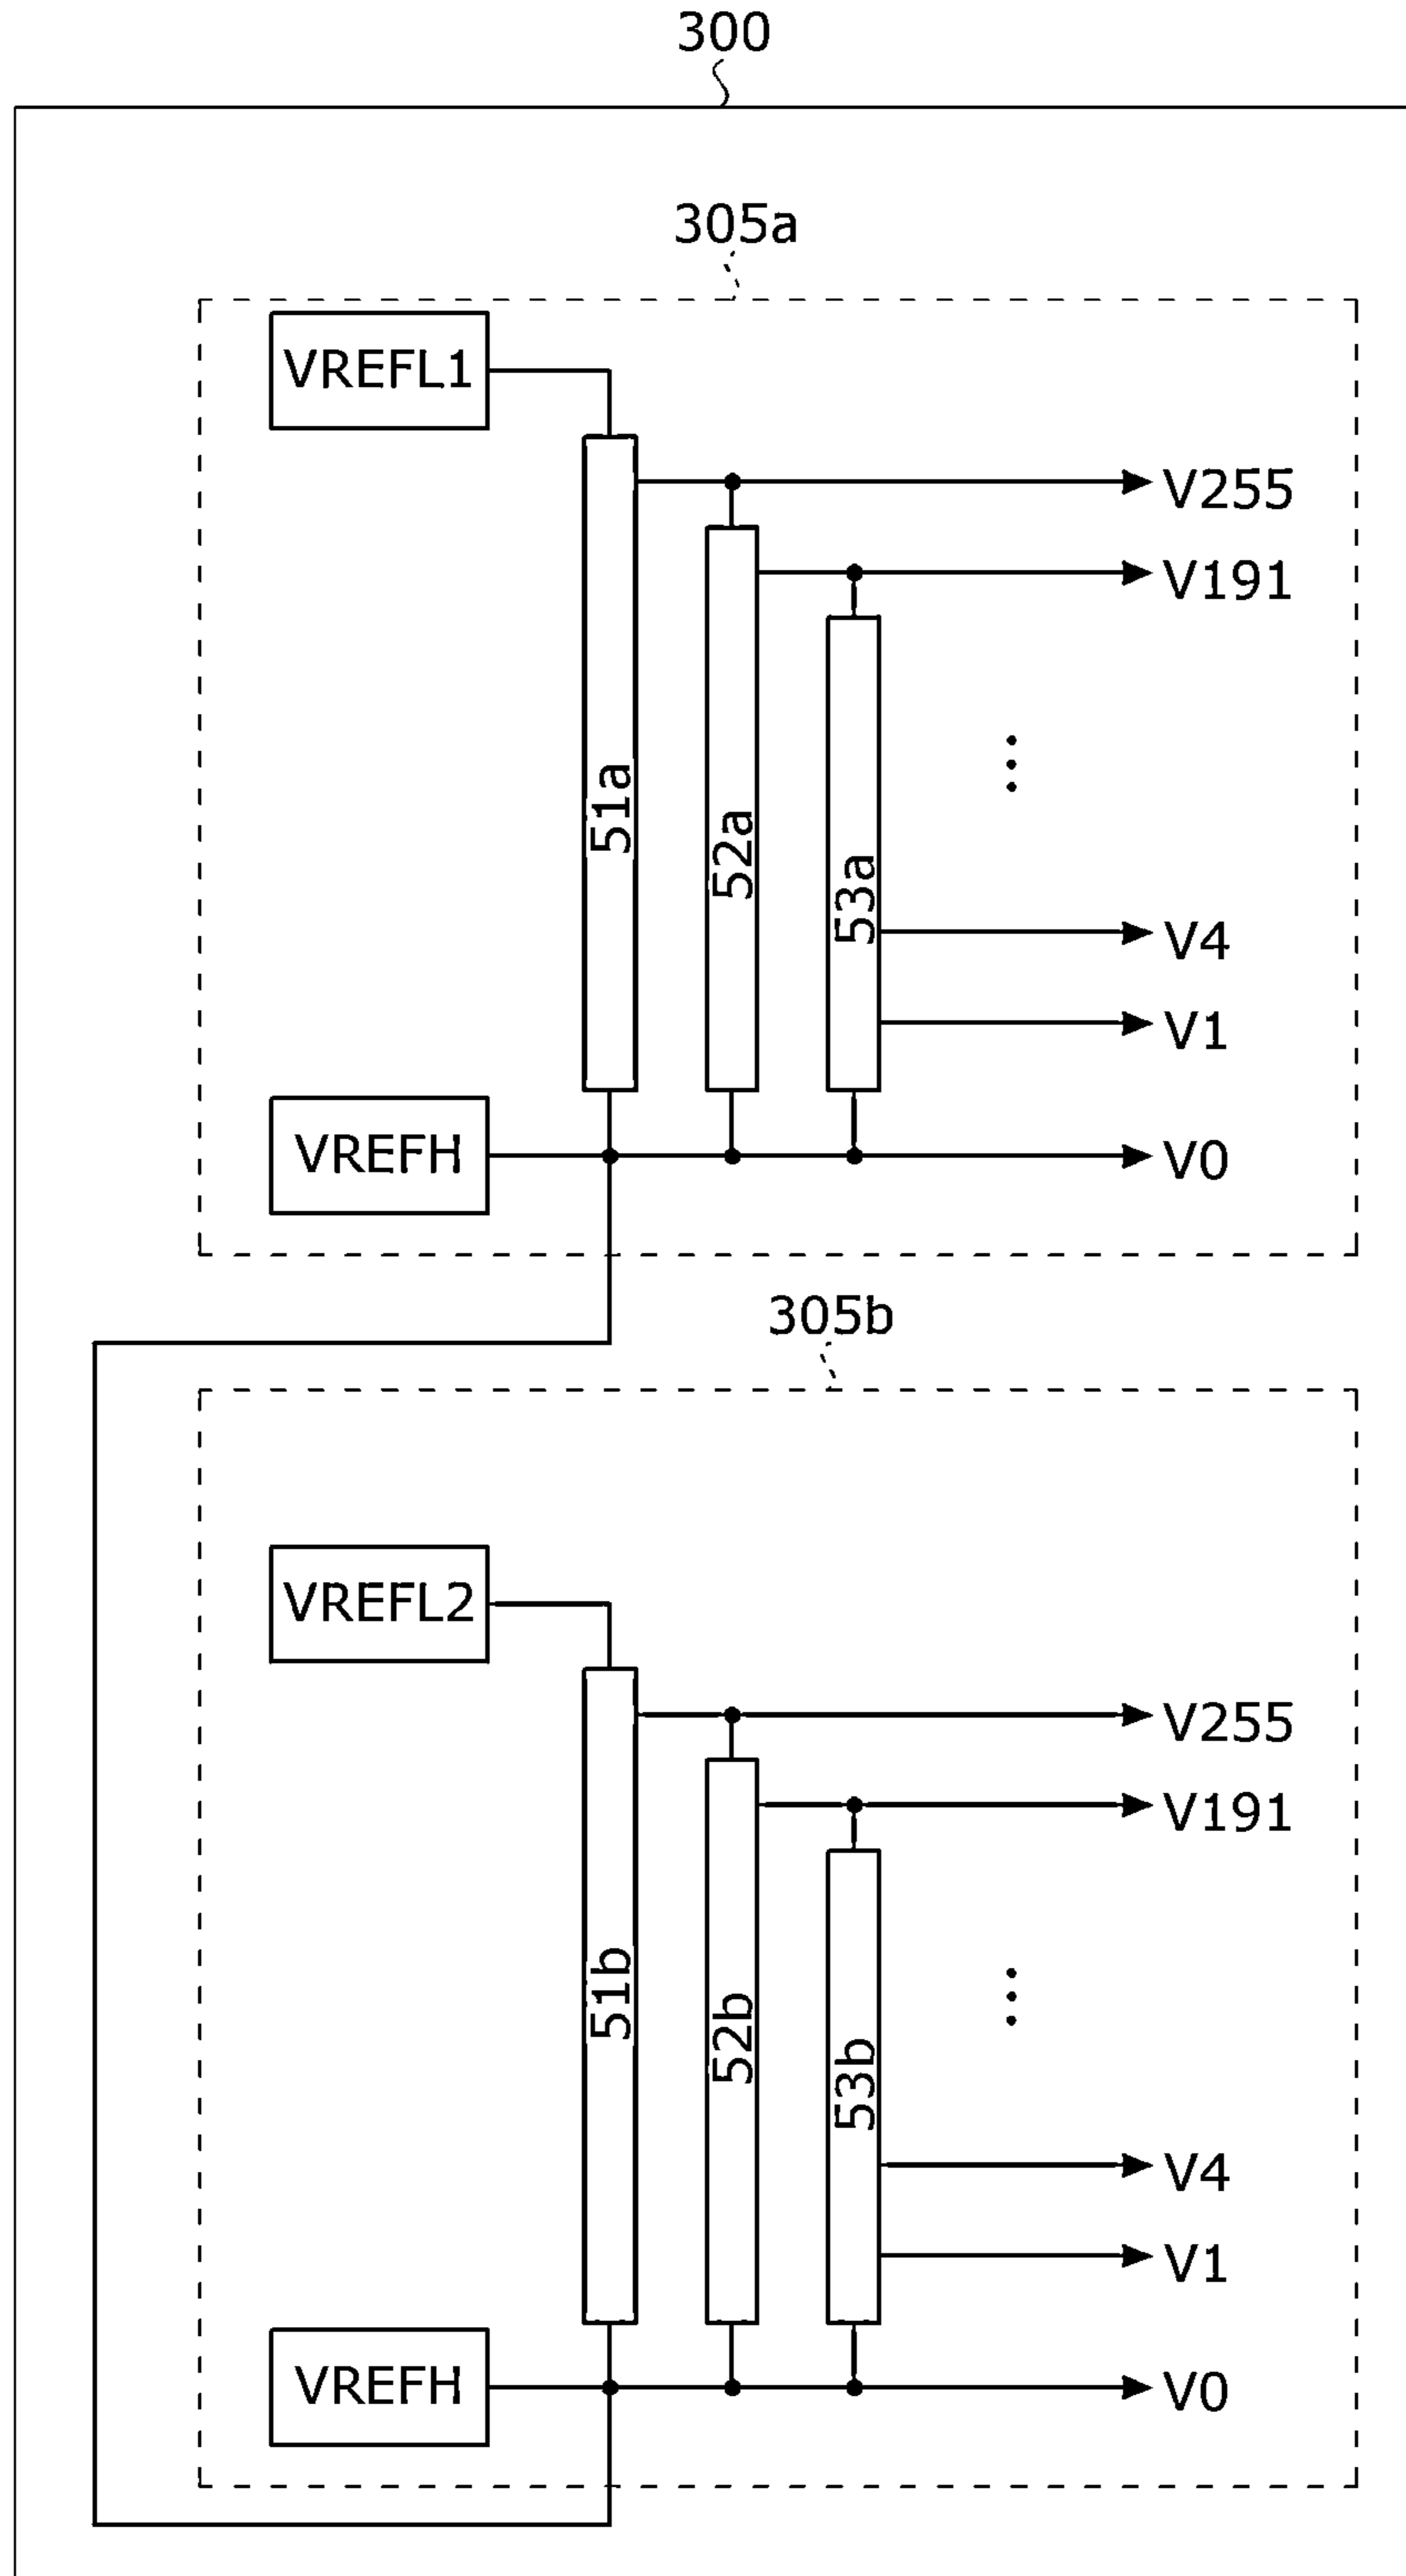 300
305a
VREFL1
V255
V191
51a
52a
53a
V4
V1
VREFH
V0
305b
VREFL2
V255
V191
51b
52b
53b
V4
V1
VREFH
V0